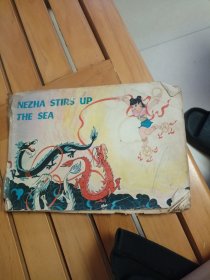 NEZHA STIRS UP
THE SEA